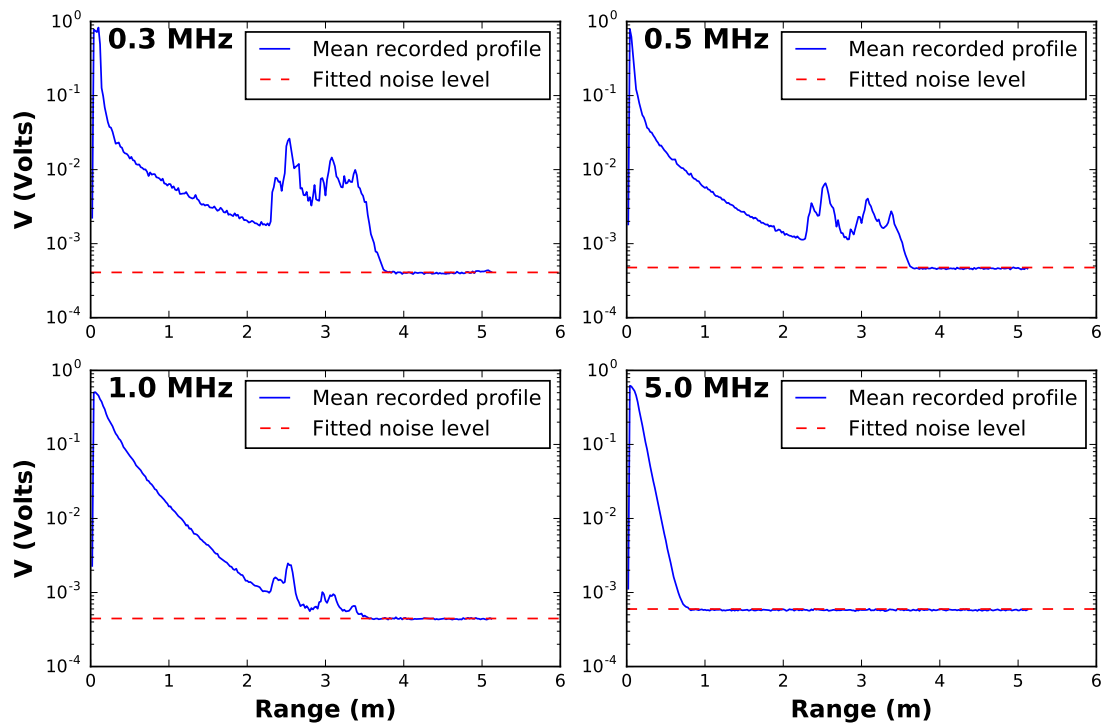 0.3 MHz
Mean recorded profile
Fitted noise level
V (Volts)
10^0
10^-1
10^-2
10^-3
10^-4
0 1 2 3 4 5 6
0.5 MHz
Mean recorded profile
Fitted noise level
10^0
10^-1
10^-2
10^-3
10^-4
0 1 2 3 4 5 6
1.0 MHz
Mean recorded profile
Fitted noise level
V (Volts)
10^0
10^-1
10^-2
10^-3
10^-4
0 1 2 3 4 5 6
Range (m)
5.0 MHz
Mean recorded profile
Fitted noise level
10^0
10^-1
10^-2
10^-3
10^-4
0 1 2 3 4 5 6
Range (m)